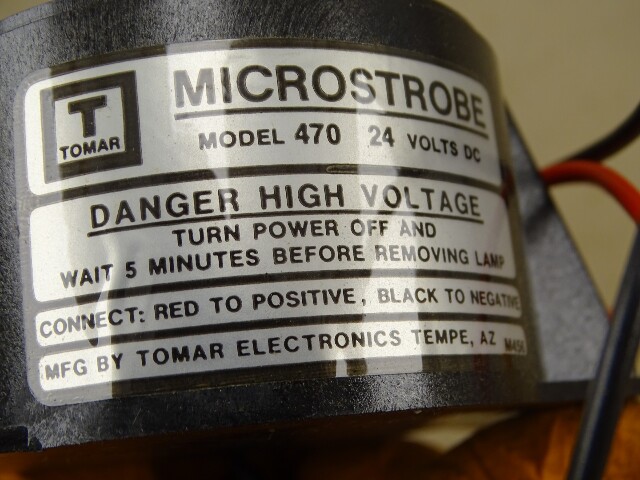 T
TOMAR
MICROSTROBE
MODEL 470 24 VOLTS DC
DANGER HIGH VOLTAGE
TURN POWER OFF AND
WAIT 5 MINUTES BEFORE REMOVING LAMP
CONNECT: RED TO POSITIVE, BLACK TO NEGATIVE
MFG BY TOMAR ELECTRONICS TEMPE, AZ